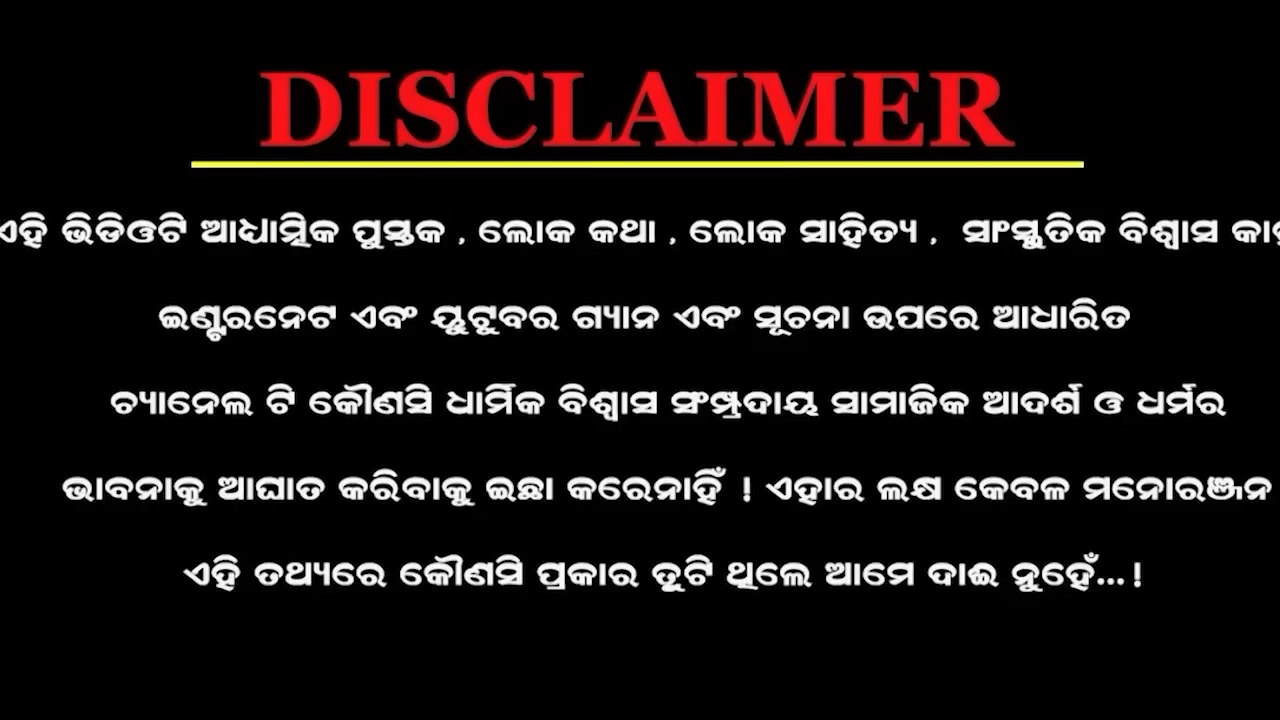 DISCLAIMER
ଏହି ଭିଡିଓଟି ଆଧ୍ୟାତ୍ମିକ ପୁସ୍ତକ , ଲୋକ କଥା , ଲୋକ ସାହିତ୍ୟ , ସାଂସ୍କୃତିକ ବିଶ୍ଵାସ
ଇଣ୍ଟରନେଟ ଏବଂ ୟୁଟୁବର ଗ୍ୟାନ ଏବଂ ସୂଚନା ଉପରେ ଆଧାରିତ
ଚ୍ୟାନେଲ ଟି କୌଣସି ଧାର୍ମିକ ବିଶ୍ଵାସ ସଂମ୍ପ୍ରଦାୟ ସାମାଜିକ ଆଦର୍ଶ ଓ ଧର୍ମର
ଭାବନାକୁ ଆଘାତ କରିବାକୁ ଇଛା କରେନାହିଁ ! ଏହାର ଲକ୍ଷ କେବଳ ମନୋରଞ୍ଜନ
ଏହି ତଥ୍ୟରେ କୌଣସି ପ୍ରକାର ତୃଟି ଥିଲେ ଆମେ ଦାଈ ନୁହେଁ...!